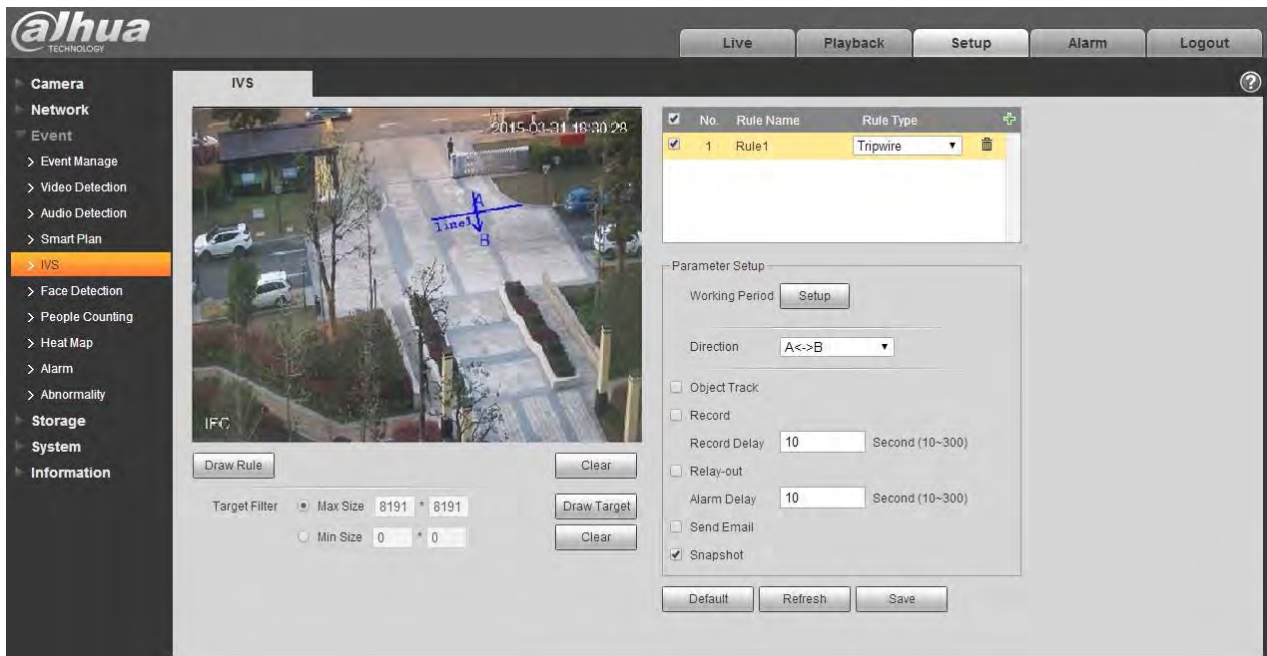 alhua
TECHNOLOGY
Live Playback Setup Alarm Logout
Camera
Network
Event
Event Manage
Video Detection
Audio Detection
Smart Plan
IVS
Face Detection
People Counting
Heat Map
Alarm
Abnormality
Storage
System
Information
IVS
?
2015-03-31 18:30:28
A
line1
B
IPC
Draw Rule Clear
Target Filter Max Size 8191 * 8191 Draw Target
Min Size 0 * 0 Clear
No. Rule Name Rule Type
1 Rule1 Tripwire
Parameter Setup
Working Period Setup
Direction A<->B
Object Track
Record
Record Delay 10 Second (10~300)
Relay-out
Alarm Delay 10 Second (10~300)
Send Email
Snapshot
Default Refresh Save